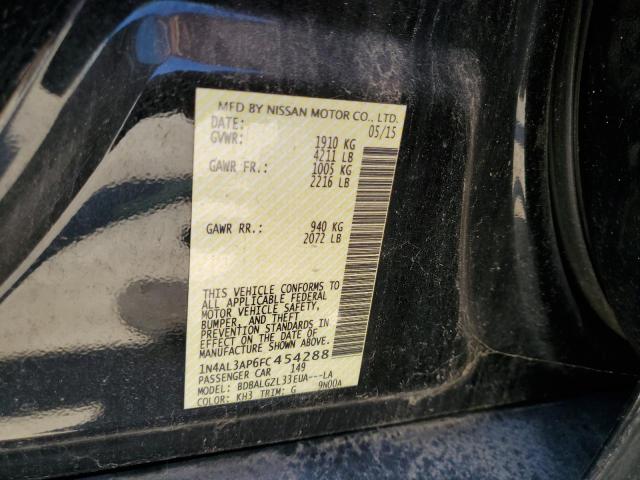 MFD BY NISSAN MOTOR CO., LTD.
DATE: 05/15
GVWR: 1910 KG
4211 LB
GAWR FR.: 1005 KG
2216 LB
GAWR RR.: 940 KG
2072 LB
THIS VEHICLE CONFORMS TO
ALL APPLICABLE FEDERAL
MOTOR VEHICLE SAFETY,
BUMPER, AND THEFT
PREVENTION STANDARDS IN
EFFECT ON THE DATE OF
MANUFACTURE SHOWN ABOVE.
1N4AL3AP6FC454288
PASSENGER CAR 149
MODEL: BDBALGZL33EUA---LA
COLOR: KH3 TRIM: G 9N00A